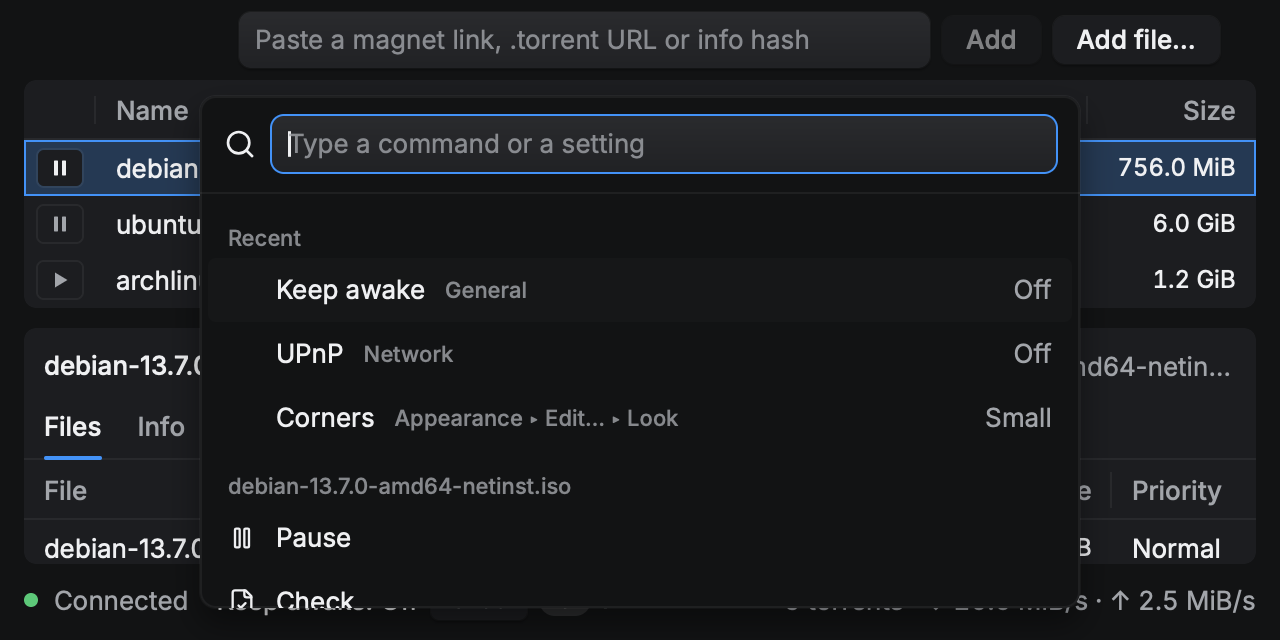 Paste a magnet link, .torrent URL or info hash
Add
Add file...
Name
Size
Type a command or a setting
debian
756.0 MiB
ubuntu
6.0 GiB
1.2 GiB
Recent
Keep awake General Off
UPnP Network Off
Corners Appearance ▸ Edit... ▸ Look Small
debian-13.7.0
md64-netin...
Files Info
File
Priority
debian-13.7.0-amd64-netinst.iso
Pause
debian-13.7.0
Normal
Check
Connected
↑ 2.5 MiB/s